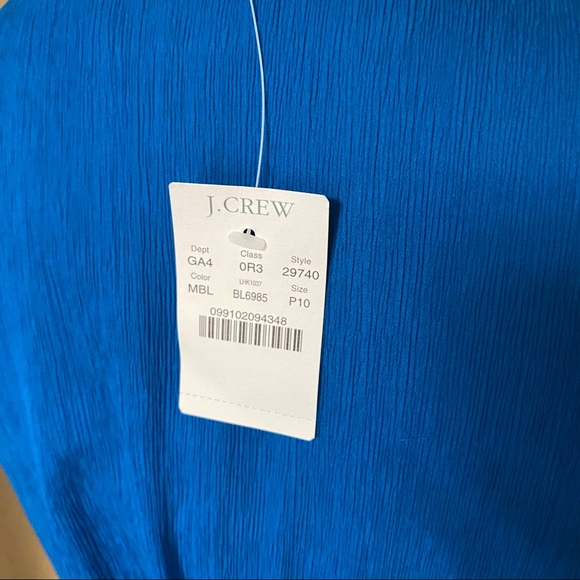 J.CREW
Dept Class Style
GA4 0R3 29740
Color LHK1037 Size
MBL BL6985 P10
099102094348